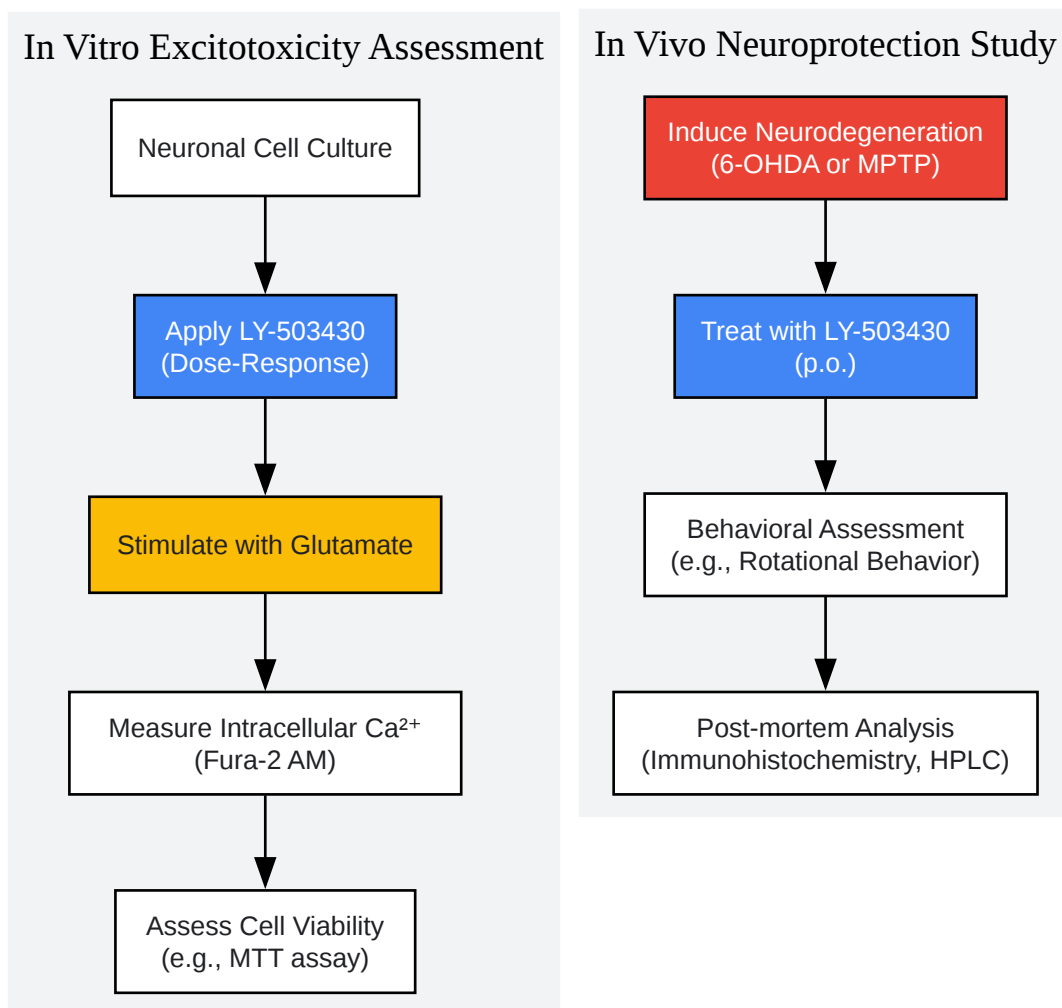 In Vitro Excitotoxicity Assessment
Neuronal Cell Culture
Apply LY-503430
(Dose-Response)
Stimulate with Glutamate
Measure Intracellular Ca²⁺
(Fura-2 AM)
Assess Cell Viability
(e.g., MTT assay)
In Vivo Neuroprotection Study
Induce Neurodegeneration
(6-OHDA or MPTP)
Treat with LY-503430
(p.o.)
Behavioral Assessment
(e.g., Rotational Behavior)
Post-mortem Analysis
(Immunohistochemistry, HPLC)